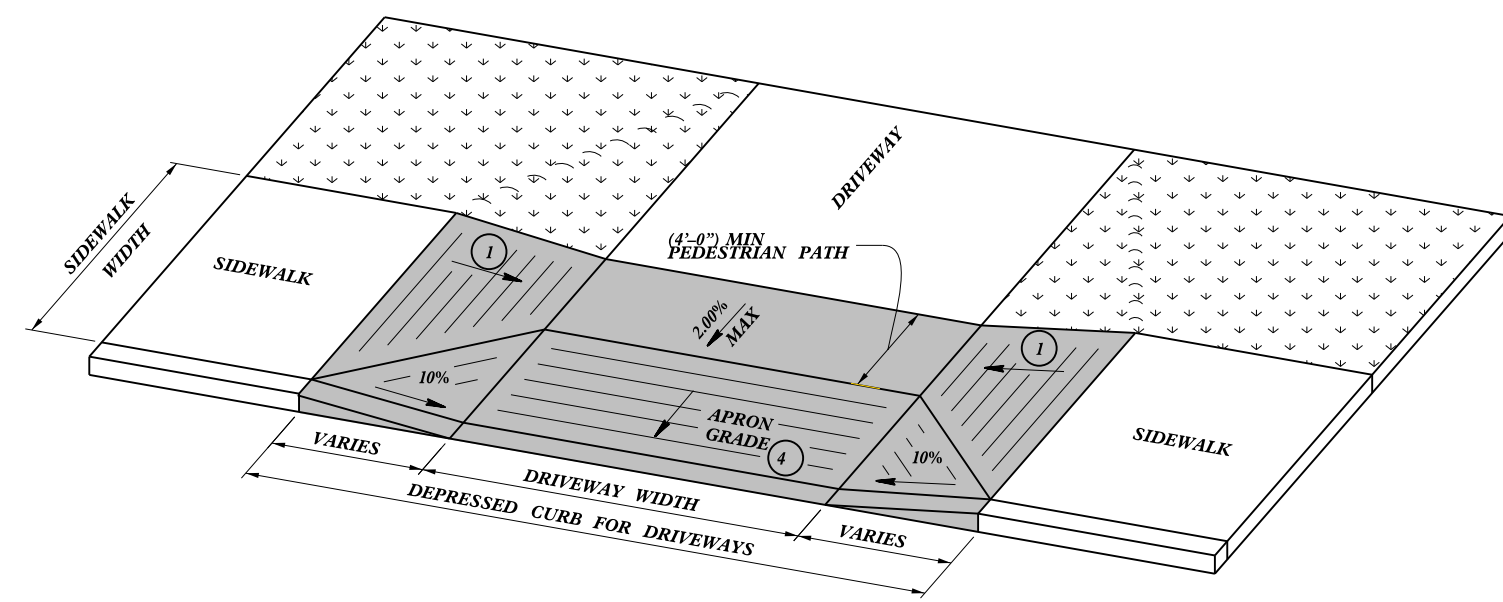 DRIVEWAY
SIDEWALK
WIDTH
(4'–0") MIN
PEDESTRIAN PATH
1
SIDEWALK
2.00%
MAX
1
10%
APRON
GRADE
4
10%
SIDEWALK
VARIES
DRIVEWAY WIDTH
DEPRESSED CURB FOR DRIVEWAYS
VARIES